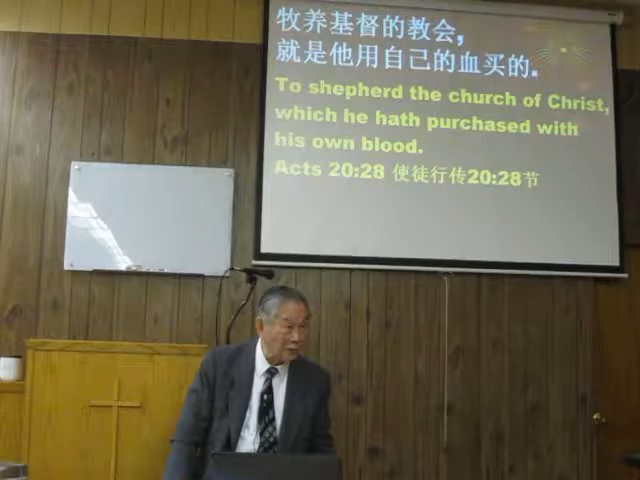 牧养基督的教会,
就是他用自己的血买的.
To shepherd the church of Christ,
which he hath purchased with
his own blood.
Acts 20:28 使徒行传20:28节